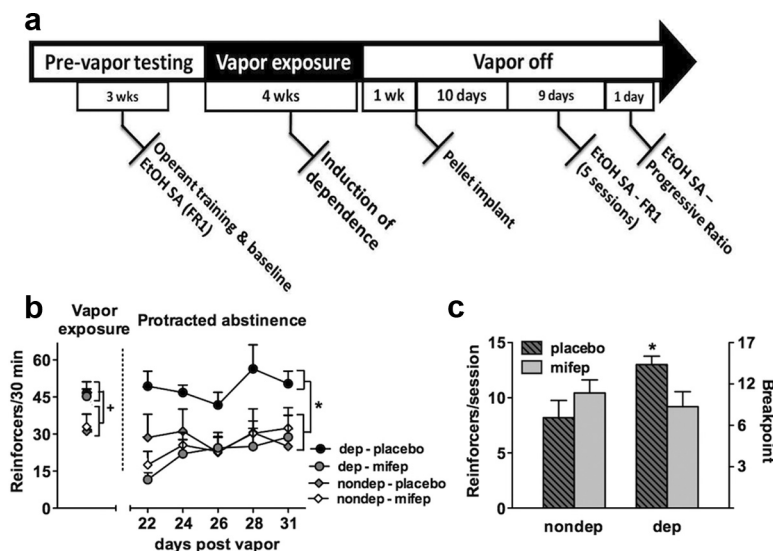 a
Pre-vapor testing
Vapor exposure
Vapor off
3 wks
4 wks
1 wk
10 days
9 days
1 day
Operant training & baseline
EtOH SA (FR1)
Induction of
dependence
Pellet implant
EtOH SA - FR1
(5 sessions)
EtOH SA –
Progressive Ratio
b
Vapor
exposure
Protracted abstinence
Reinforcers/30 min
60
45
30
15
0
+
*
22 24 26 28 31
days post vapor
dep - placebo
dep - mifep
nondep - placebo
nondep - mifep
c
Reinforcers/session
15
10
5
0
placebo
mifep
*
17
12
6
3
Breakpoint
nondep
dep